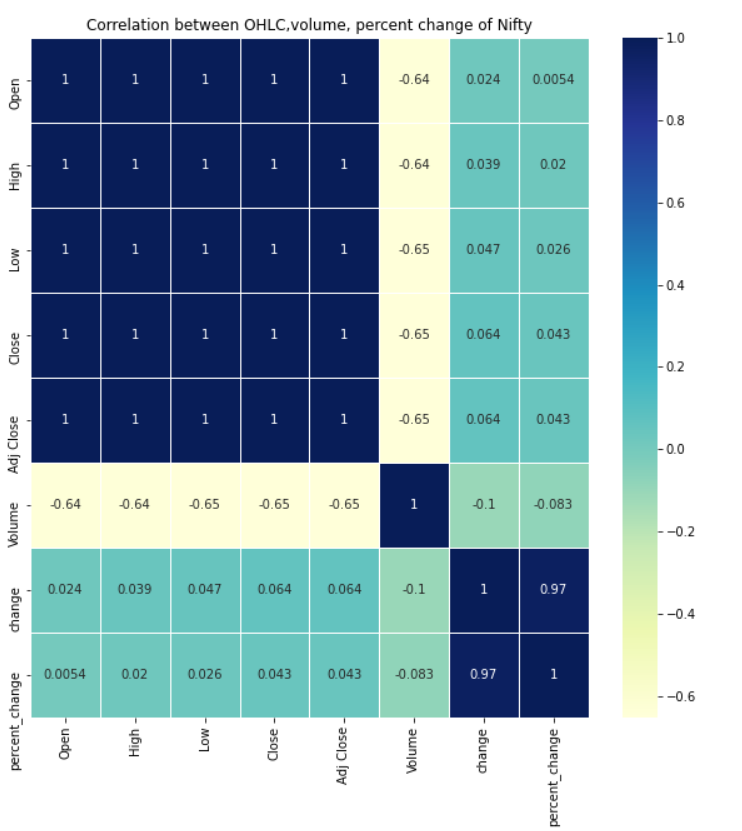 Correlation between OHLC,volume, percent change of Nifty
Open 1 1 1 1 1 -0.64 0.024 0.0054
High 1 1 1 1 1 -0.64 0.039 0.02
Low 1 1 1 1 1 -0.65 0.047 0.026
Close 1 1 1 1 1 -0.65 0.064 0.043
Adj Close 1 1 1 1 1 -0.65 0.064 0.043
Volume -0.64 -0.64 -0.65 -0.65 -0.65 1 -0.1 -0.083
change 0.024 0.039 0.047 0.064 0.064 -0.1 1 0.97
percent_change 0.0054 0.02 0.026 0.043 0.043 -0.083 0.97 1
Open High Low Close Adj Close Volume change percent_change
1.0
0.8
0.6
0.4
0.2
0.0
−0.2
−0.4
−0.6